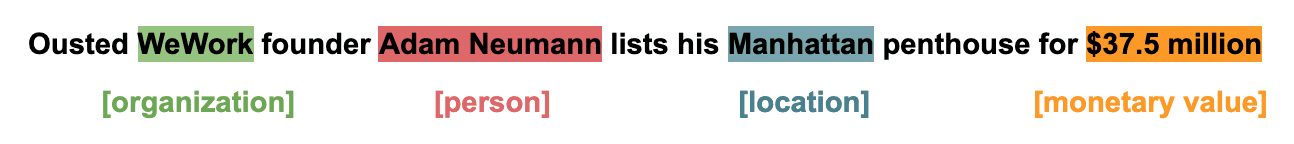 Ousted WeWork founder Adam Neumann lists his Manhattan penthouse for $37.5 million
[organization] [person] [location] [monetary value]